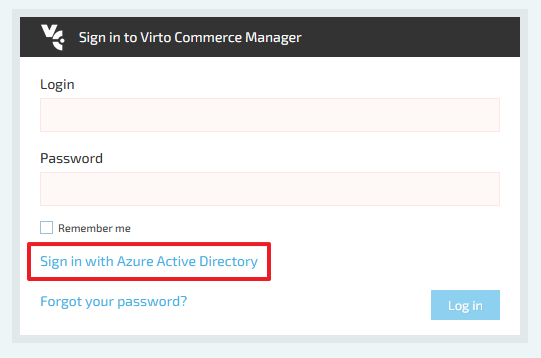 Sign in to Virto Commerce Manager
Login
Password
Remember me
Sign in with Azure Active Directory
Forgot your password?
Log in